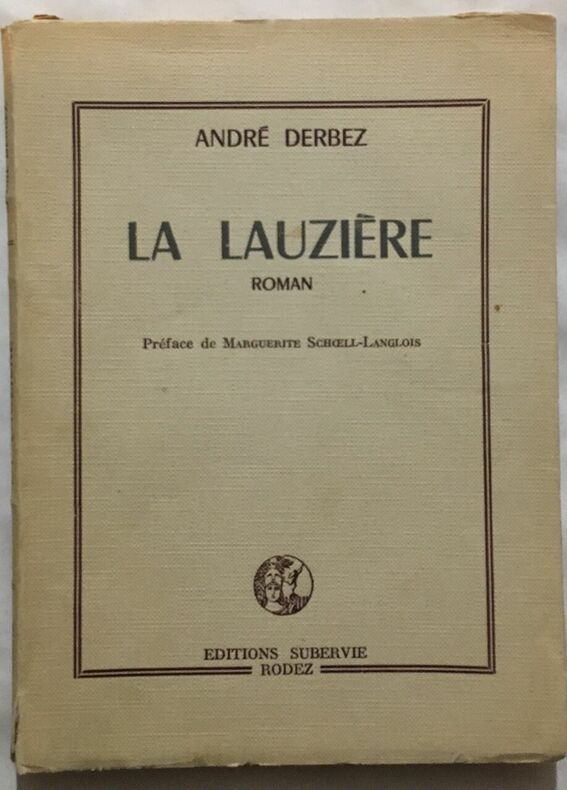 ANDRÉ DERBEZ
LA LAUZIÈRE
ROMAN
Préface de MARGUERITE SCHŒLL-LANGLOIS
EDITIONS SUBERVIE
RODEZ